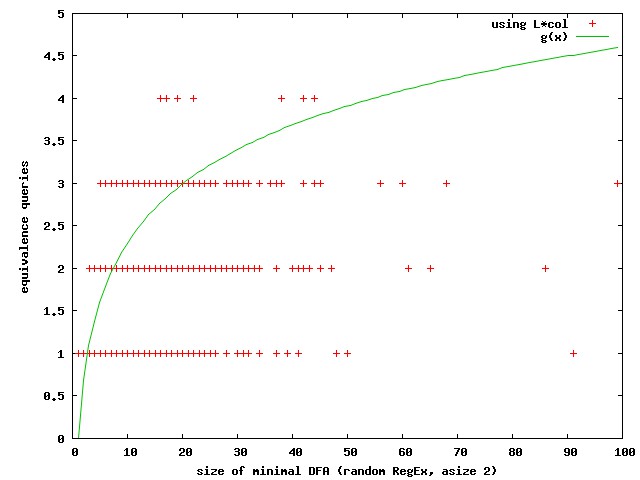 using L*col
g(x)
5
4.5
4
3.5
3
2.5
2
1.5
1
0.5
0
equivalence queries
0 10 20 30 40 50 60 70 80 90 100
size of minimal DFA (random RegEx, asize 2)